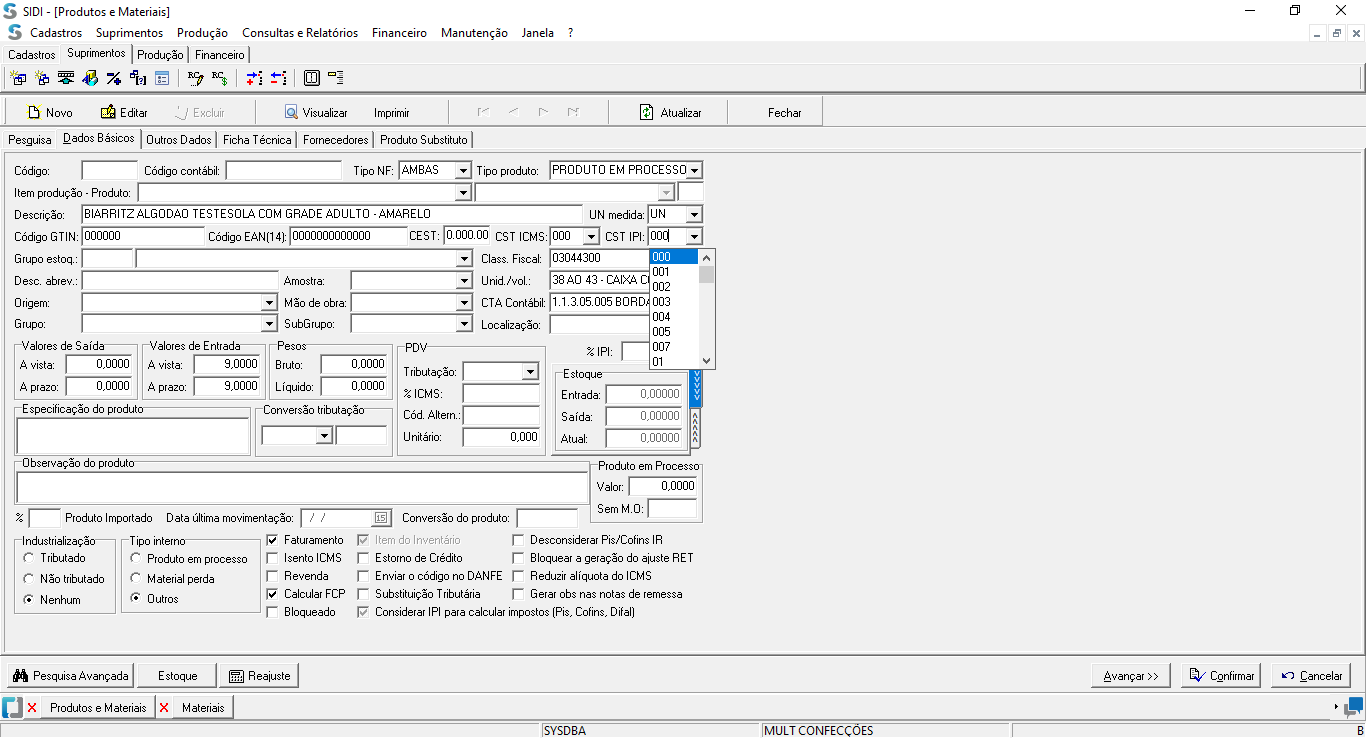 SIDI - [Produtos e Materiais]
Cadastros Suprimentos Produção Consultas e Relatórios Financeiro Manutenção Janela ?
Cadastros Suprimentos Produção Financeiro
Novo Editar Excluir Visualizar Imprimir Atualizar Fechar
Pesquisa Dados Básicos Outros Dados Ficha Técnica Fornecedores Produto Substituto
Código: Código contábil: Tipo NF: AMBAS Tipo produto: PRODUTO EM PROCESSO
Item produção - Produto:
Descrição: BIARRITZ ALGODAO TESTESOLA COM GRADE ADULTO - AMARELO UN medida: UN
Código GTIN: 000000 Código EAN(14): 0000000000000 CEST: 0.000.00 CST ICMS: 000 CST IPI: 000
Grupo estoq.: Class. Fiscal: 03044300 000
001
Desc. abrev.: Amostra: Unid./vol.: 38 AO 43 - CAIXA 002
Origem: Mão de obra: CTA Contábil: 1.1.3.05.005 BORDA 003
004
Grupo: SubGrupo: Localização: 005
007
01
Valores de Saída Valores de Entrada Pesos PDV % IPI:
A vista: 0,0000 A vista: 9,0000 Bruto: 0,0000 Tributação: Estoque
A prazo: 0,0000 A prazo: 9,0000 Líquido: 0,0000 % ICMS: Entrada: 0,00000
Especificação do produto Conversão tributação Cód. Altern.: Saída: 0,00000
Unitário: 0,000 Atual: 0,00000
Observação do produto Produto em Processo
Valor: 0,0000
Sem M.O:
% Produto Importado Data última movimentação: / / 15 Conversão do produto:
Industrialização Tipo interno Faturamento Item do Inventário Desconsiderar Pis/Cofins IR
Tributado Produto em processo Isento ICMS Estorno de Crédito Bloquear a geração do ajuste RET
Não tributado Material perda Revenda Enviar o código no DANFE Reduzir alíquota do ICMS
Nenhum Outros Calcular FCP Substituição Tributária Gerar obs nas notas de remessa
Bloqueado Considerar IPI para calcular impostos (Pis, Cofins, Difal)
Pesquisa Avançada Estoque Reajuste Avançar >> Confirmar Cancelar
Produtos e Materiais Materiais
SYSDBA MULT CONFECÇÕES B